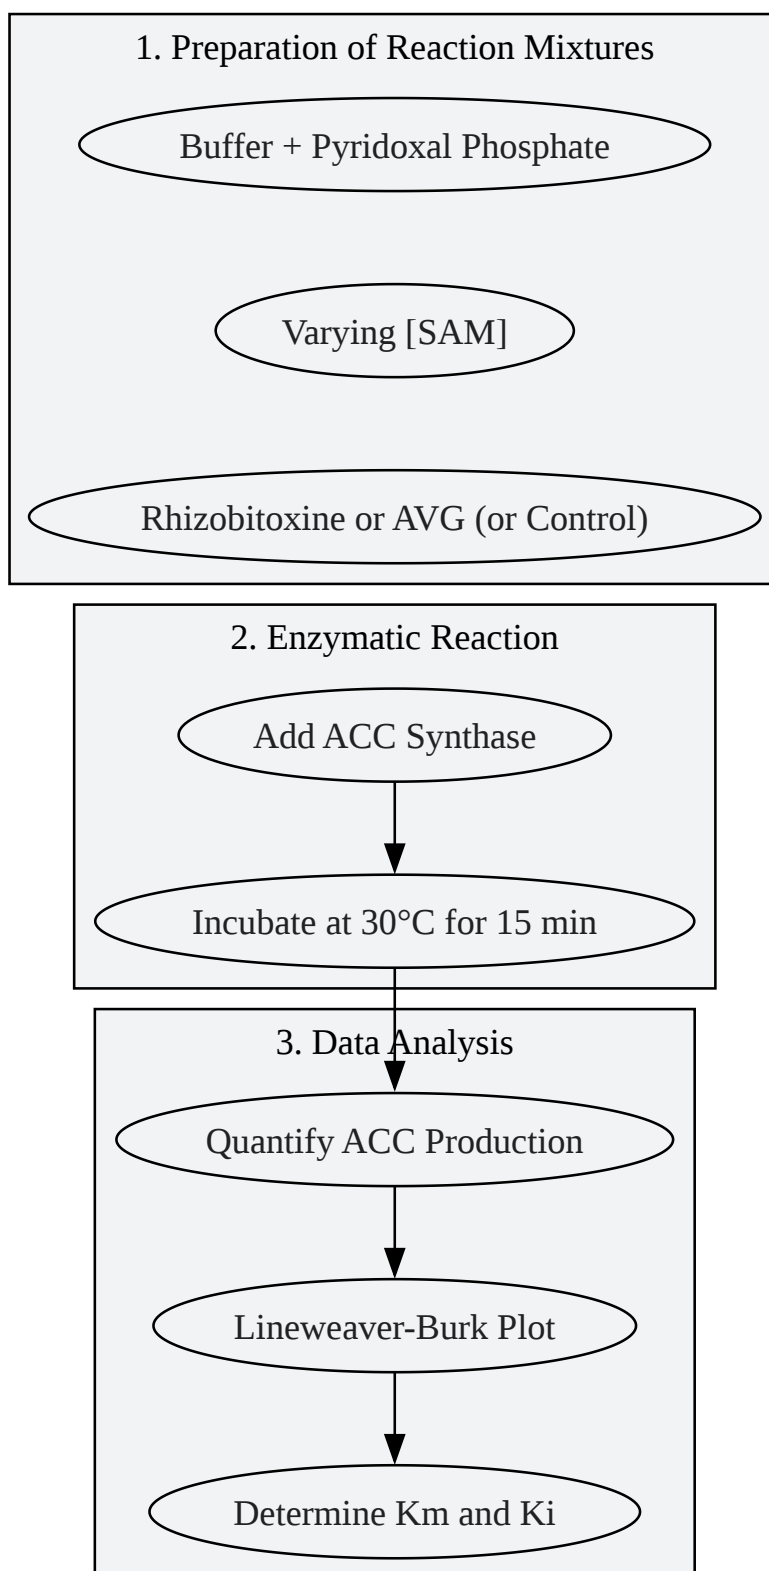 1. Preparation of Reaction Mixtures
Buffer + Pyridoxal Phosphate
Varying [SAM]
Rhizobitoxine or AVG (or Control)
2. Enzymatic Reaction
Add ACC Synthase
Incubate at 30°C for 15 min
3. Data Analysis
Quantify ACC Production
Lineweaver-Burk Plot
Determine Km and Ki